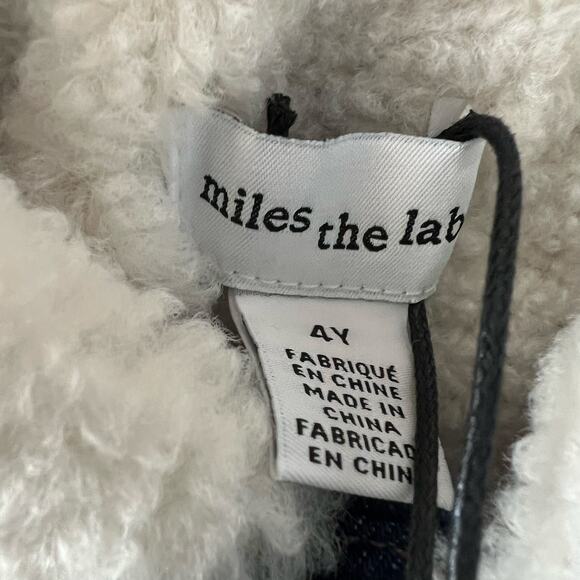 miles the lab
4Y
FABRIQUÉ
EN CHINE
MADE IN
CHINA
FABRICAD
EN CHIN